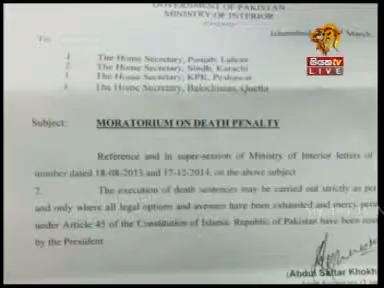 GOVERNMENT OF PAKISTAN
MINISTRY OF INTERIOR
Islamabad March,
To:
1. The Home Secretary, Punjab, Lahore
2. The Home Secretary, Sindh, Karachi
3. The Home Secretary, KPK, Peshawar
4. The Home Secretary, Balochistan, Quetta
සියත tv
LIVE
Subject: MORATORIUM ON DEATH PENALTY
Reference and in super-session of Ministry of Interior letters of
number dated 18-08-2013 and 17-12-2014, on the above subject
2. The execution of death sentences may be carried out strictly as per
and only where all legal options and avenues have been exhausted and mercy
under Article 45 of the Constitution of Islamic Republic of Pakistan have been
by the President
(Abdul Sattar Khokh